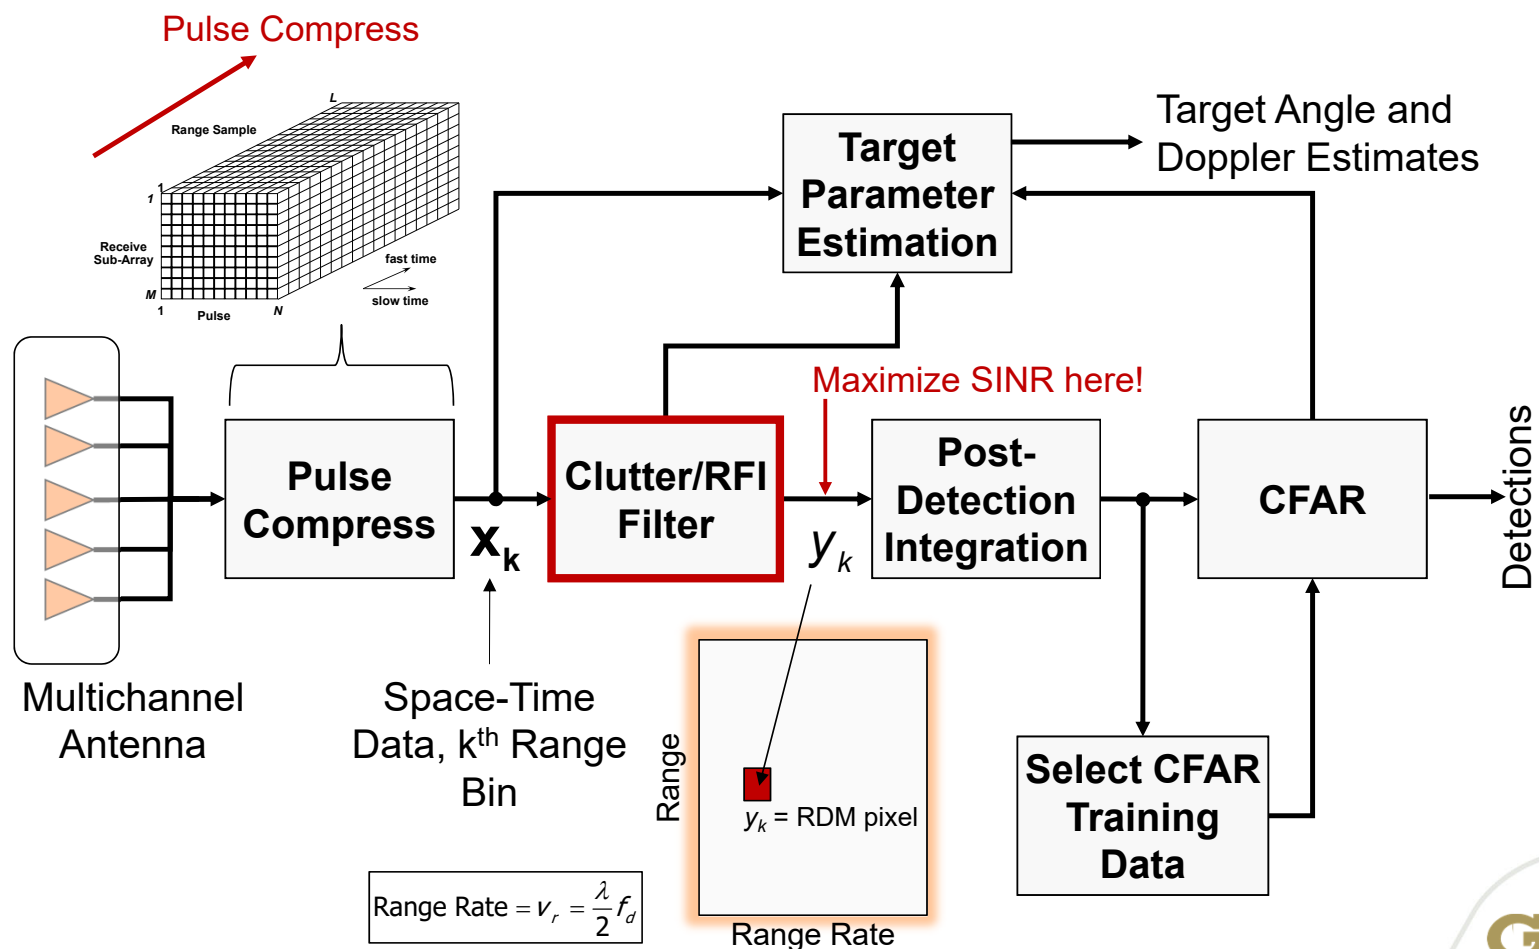 Pulse Compress
L
Range Sample
1
1
Receive
Sub-Array
M
1
Pulse
N
fast time
slow time
Target
Parameter
Estimation
Target Angle and
Doppler Estimates
Maximize SINR here!
Pulse
Compress
x_k
Clutter/RFI
Filter
y_k
Post-
Detection
Integration
CFAR
Detections
Multichannel
Antenna
Space-Time
Data, kth Range
Bin
Range
y_k = RDM pixel
Range Rate
Select CFAR
Training
Data
Range Rate = v_r = λ/2 f_d